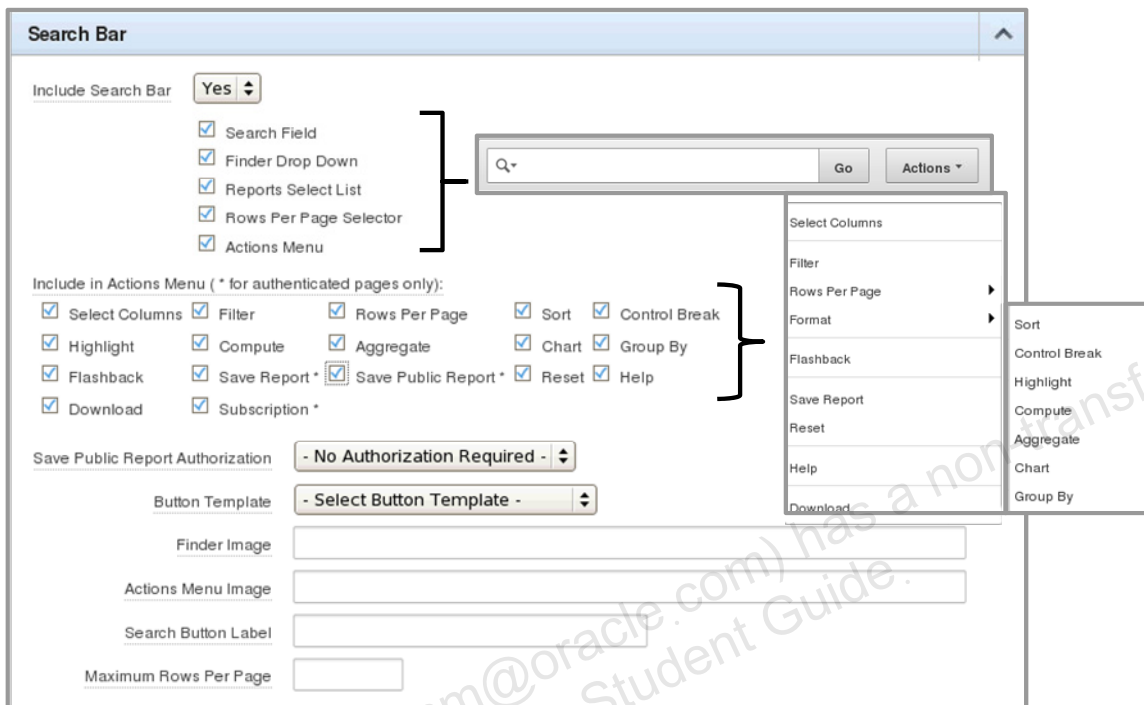 Search Bar
Include Search Bar Yes
Search Field
Finder Drop Down
Reports Select List
Rows Per Page Selector
Actions Menu
Go Actions
Include in Actions Menu ( * for authenticated pages only):
Select Columns Filter Rows Per Page Sort Control Break
Highlight Compute Aggregate Chart Group By
Flashback Save Report * Save Public Report * Reset Help
Download Subscription *
Select Columns
Filter
Rows Per Page
Format
Flashback
Save Report
Reset
Help
Download
Sort
Control Break
Highlight
Compute
Aggregate
Chart
Group By
Save Public Report Authorization - No Authorization Required -
Button Template - Select Button Template -
Finder Image
Actions Menu Image
Search Button Label
Maximum Rows Per Page
oracle.com) has a
Student Guide.